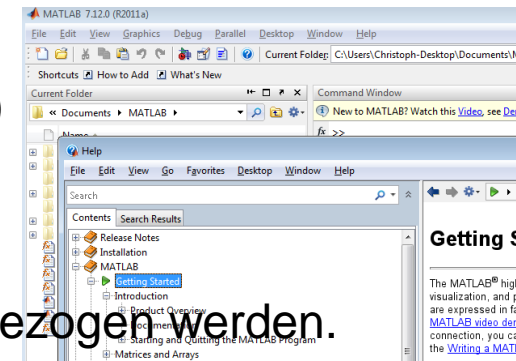 MATLAB 7.12.0 (R2011a)
File Edit View Graphics Debug Parallel Desktop Window Help
Current Folder: C:\Users\Christoph-Desktop\Documents\M
Shortcuts How to Add What's New
Current Folder
Command Window
« Documents MATLAB
New to MATLAB? Watch this Video, see De
Name
fx >>
Help
File Edit View Go Favorites Desktop Window Help
Search
Contents Search Results
Release Notes
Installation
MATLAB
Getting Started
Introduction
Product Overview
Documentation
Starting and Quitting the MATLAB Program
Matrices and Arrays
Getting S
The MATLAB® high
visualization, and p
are expressed in fa
MATLAB video der
connection, you ca
the Writing a MATL
ezogen werden.